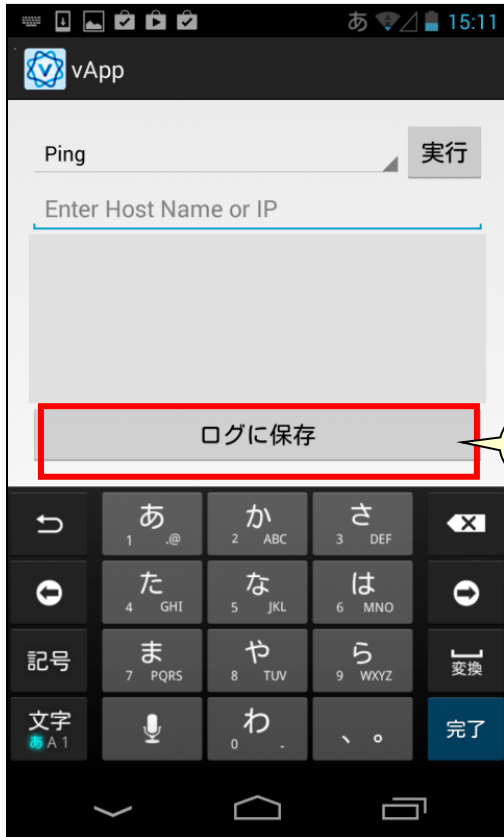 あ 15:11
vApp
Ping
実行
Enter Host Name or IP
ログに保存
あ 1 .@
か 2 ABC
さ 3 DEF
た 4 GHI
な 5 JKL
は 6 MNO
記号
ま 7 PQRS
や 8 TUV
ら 9 WXYZ
変換
文字 あA1
わ 0 -
、。
完了